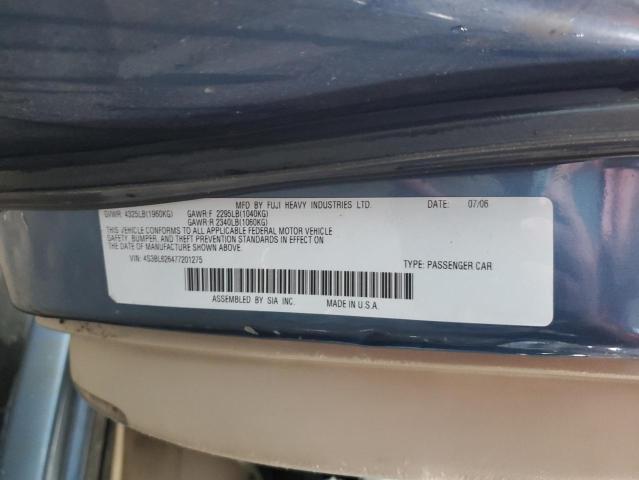 MFD BY FUJI HEAVY INDUSTRIES LTD. DATE: 07/06
GVWR: 4325LB(1960KG) GAWR:F 2295LB(1040KG)
GAWR:R 2340LB(1060KG)
THIS VEHICLE CONFORMS TO ALL APPLICABLE FEDERAL MOTOR VEHICLE
SAFETY, BUMPER, AND THEFT PREVENTION STANDARDS IN EFFECT ON
THE DATE OF MANUFACTURE SHOWN ABOVE.
VIN: 4S3BL626477201275 TYPE: PASSENGER CAR
ASSEMBLED BY SIA INC. MADE IN U.S.A.